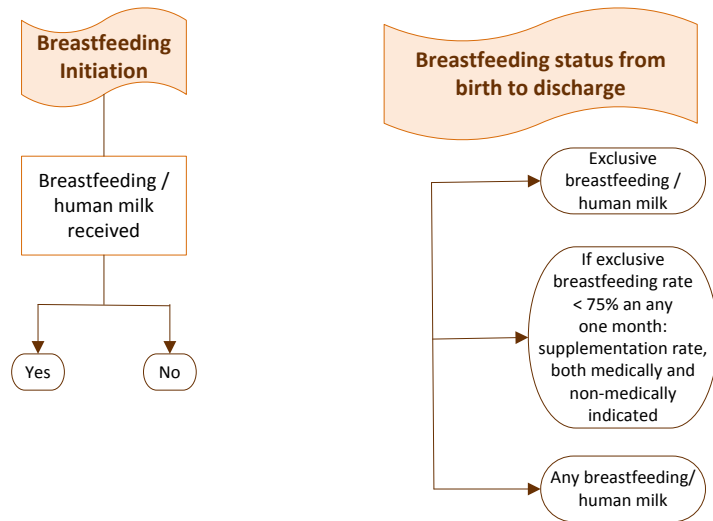 Breastfeeding
Initiation
Breastfeeding /
human milk
received
Yes
No
Breastfeeding status from
birth to discharge
Exclusive
breastfeeding /
human milk
If exclusive
breastfeeding rate
< 75% an any
one month:
supplementation rate,
both medically and
non-medically
indicated
Any breastfeeding/
human milk